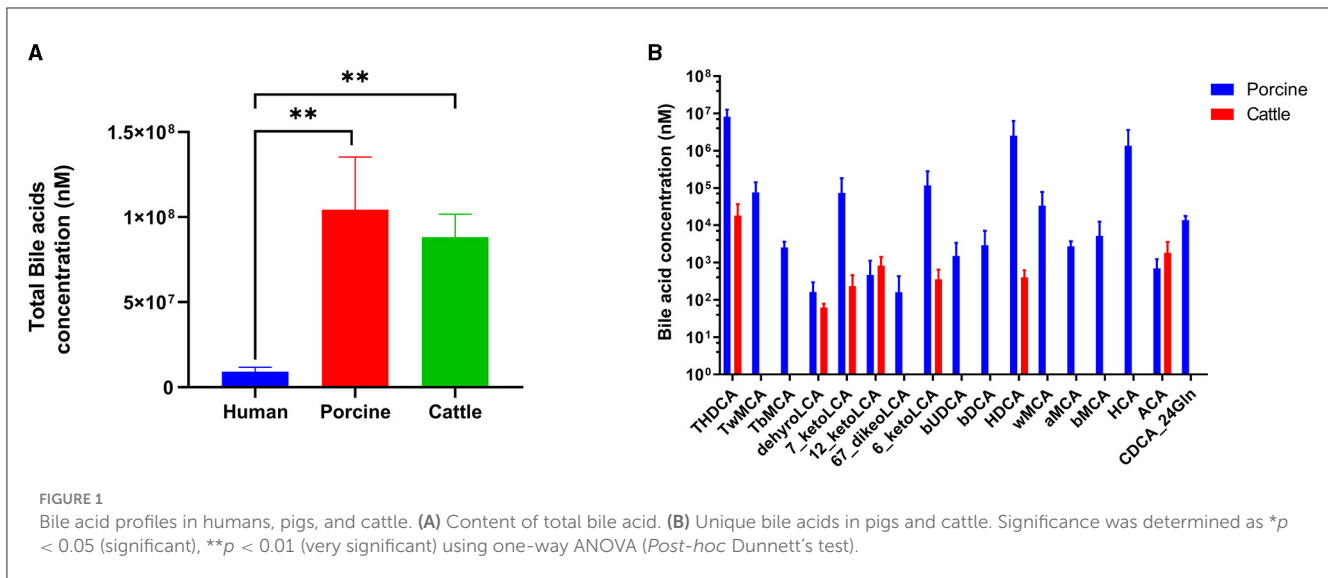 A
Total Bile acids
concentration (nM)
1.5×10⁸
1×10⁸
5×10⁷
0
**
**
Human
Porcine
Cattle
B
Bile acid concentration (nM)
10⁸
10⁷
10⁶
10⁵
10⁴
10³
10²
10¹
10⁰
Porcine
Cattle
THDCA
TwMCA
TbMCA
dehyroLCA
7_ketoLCA
12_ketoLCA
67_dikeoLCA
6_ketoLCA
bUDCA
bDCA
HDCA
wMCA
aMCA
bMCA
HCA
ACA
CDCA_24Gln
FIGURE 1
Bile acid profiles in humans, pigs, and cattle. (A) Content of total bile acid. (B) Unique bile acids in pigs and cattle. Significance was determined as *p
< 0.05 (significant), **p < 0.01 (very significant) using one-way ANOVA (Post-hoc Dunnett's test).